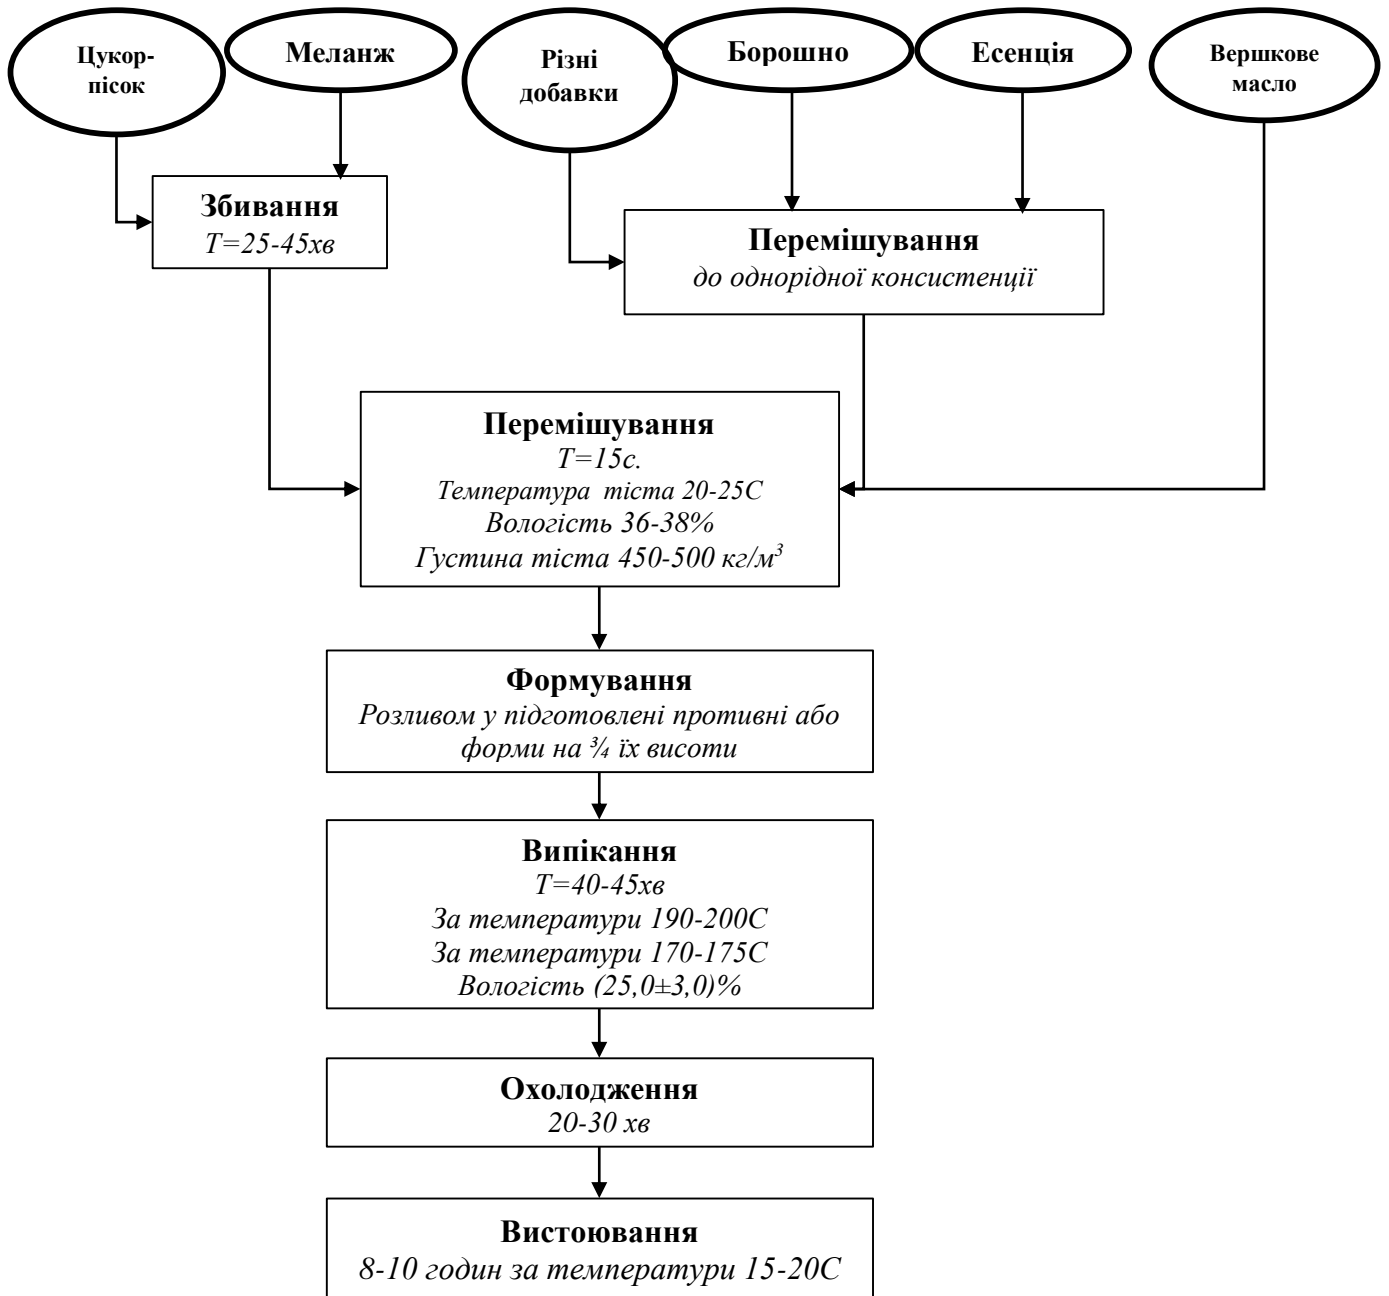 Цукор-
пісок
Меланж
Різні
добавки
Борошно
Есенція
Вершкове
масло
Збивання
Т=25-45хв
Перемішування
до однорідної консистенції
Перемішування
Т=15с.
Температура тіста 20-25С
Вологість 36-38%
Густина тіста 450-500 кг/м³
Формування
Розливом у підготовлені противні або
форми на ¾ їх висоти
Випікання
Т=40-45хв
За температури 190-200С
За температури 170-175С
Вологість (25,0±3,0)%
Охолодження
20-30 хв
Вистоювання
8-10 годин за температури 15-20С